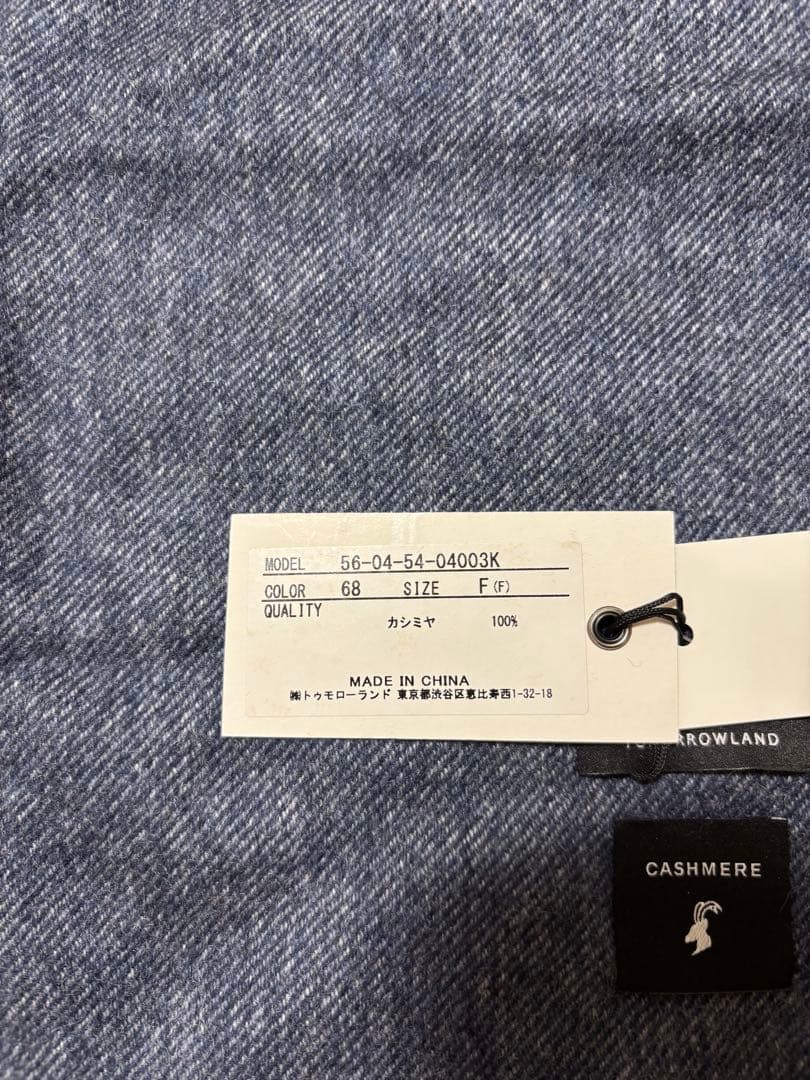 MODEL 56-04-54-04003K
COLOR 68 SIZE F(F)
QUALITY
カシミヤ 100%
MADE IN CHINA
㈱トゥモローランド 東京都渋谷区恵比寿西1-32-18
RROWLAND
CASHMERE